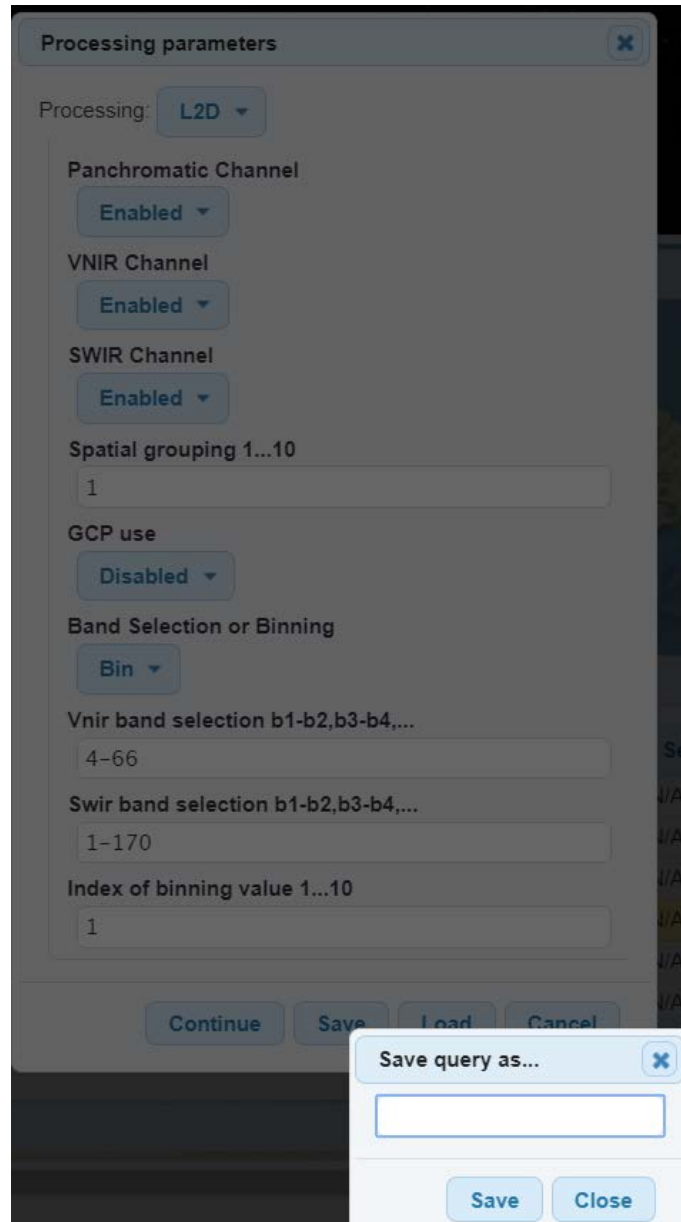 Processing parameters
Processing: L2D
Panchromatic Channel
Enabled
VNIR Channel
Enabled
SWIR Channel
Enabled
Spatial grouping 1...10
1
GCP use
Disabled
Band Selection or Binning
Bin
Vnir band selection b1-b2,b3-b4,...
4-66
Swir band selection b1-b2,b3-b4,...
1-170
Index of binning value 1...10
1
Continue Save Load Cancel
Save query as...
Save Close